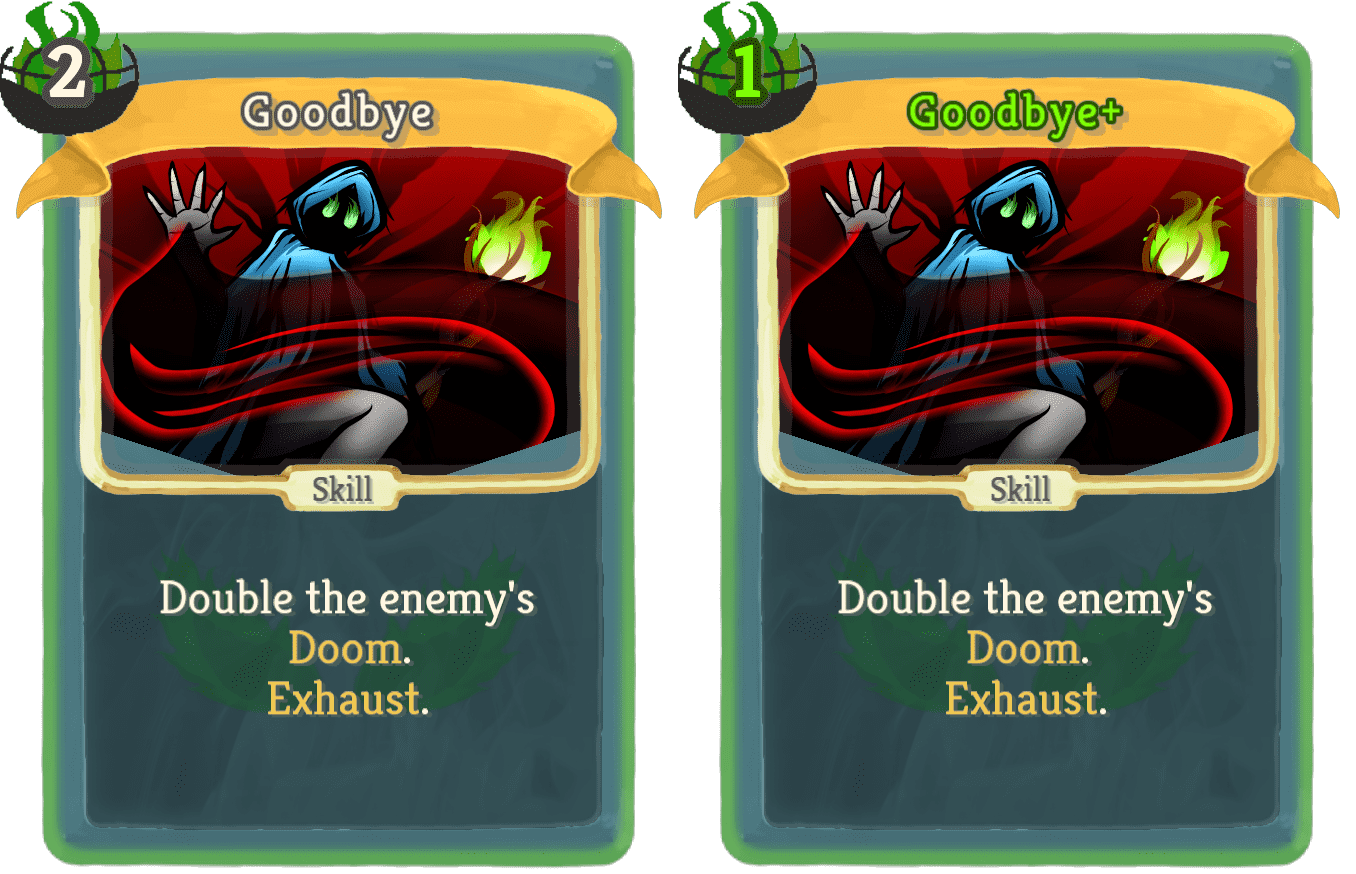 2
Goodbye
Skill
Double the enemy's
Doom.
Exhaust.
1
Goodbye+
Skill
Double the enemy's
Doom.
Exhaust.